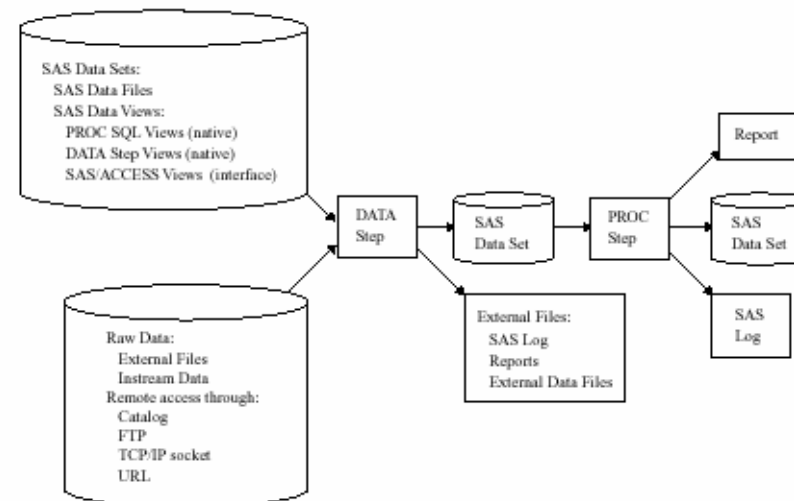 SAS Data Sets:
SAS Data Files
SAS Data Views:
PROC SQL Views (native)
DATA Step Views (native)
SAS/ACCESS Views (interface)
Raw Data:
External Files
Instream Data
Remote access through:
Catalog
FTP
TCP/IP socket
URL
DATA
Step
SAS
Data Set
External Files:
SAS Log
Reports
External Data Files
PROC
Step
Report
SAS
Data Set
SAS
Log